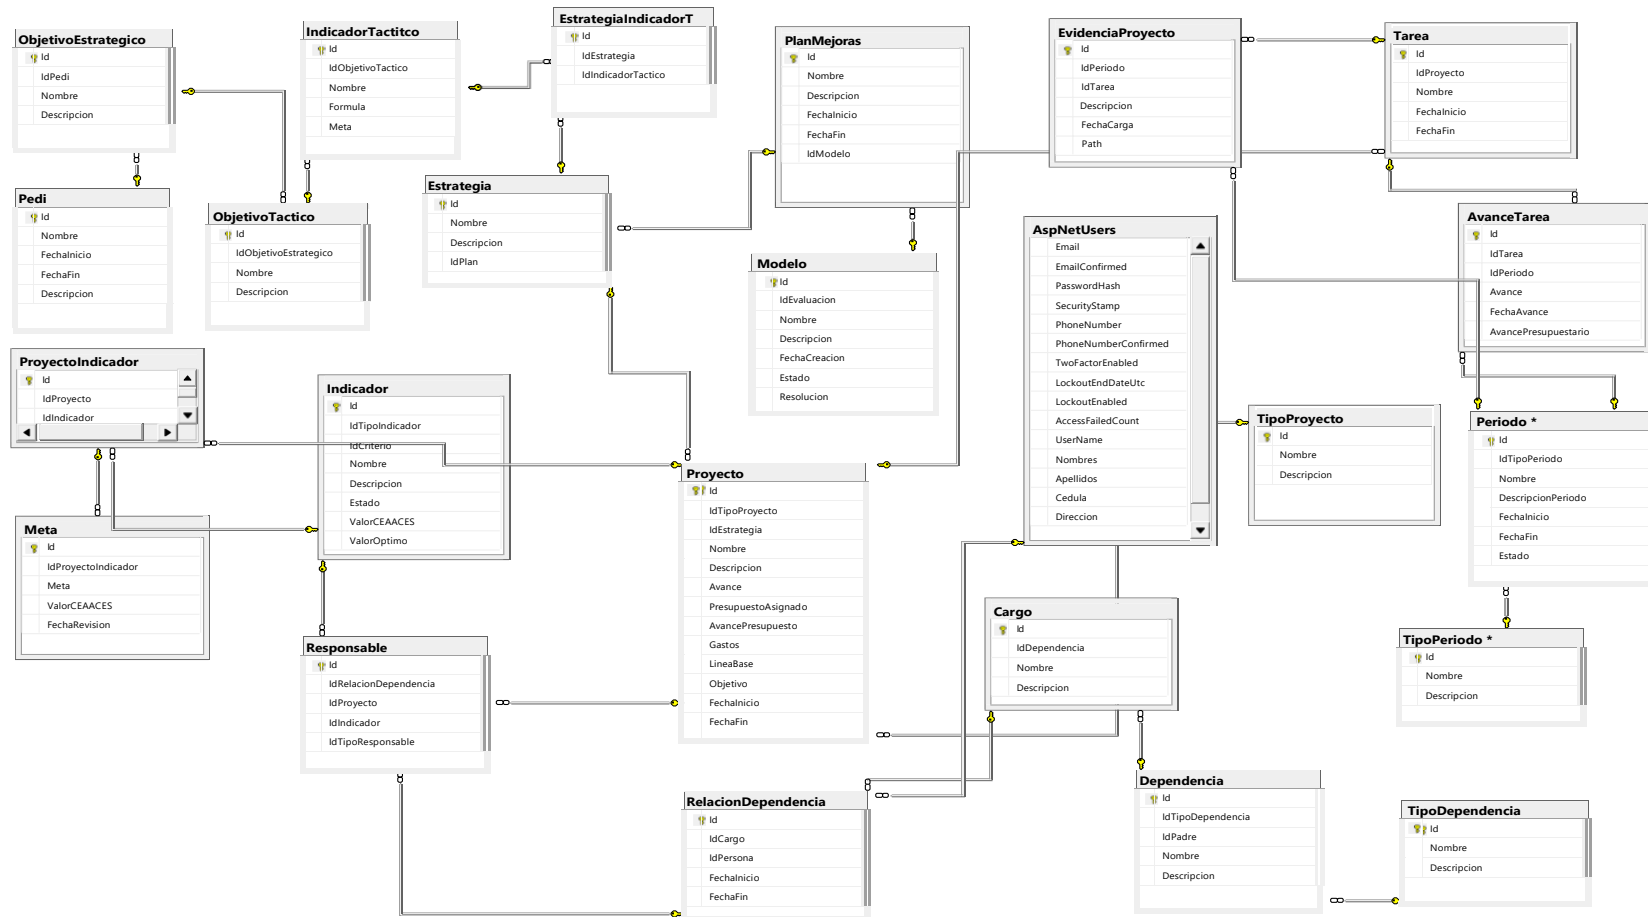 ObjetivoEstrategico
Id
IdPedi
Nombre
Descripcion
IndicadorTactitco
Id
IdObjetivoTactico
Nombre
Formula
Meta
EstrategiaIndicadorT
Id
IdEstrategia
IdIndicadorTactico
PlanMejoras
Id
Nombre
Descripcion
FechaInicio
FechaFin
IdModelo
EvidenciaProyecto
Id
IdPeriodo
IdTarea
Descripcion
FechaCarga
Path
Tarea
Id
IdProyecto
Nombre
FechaInicio
FechaFin
Pedi
Id
Nombre
FechaInicio
FechaFin
Descripcion
ObjetivoTactico
Id
IdObjetivoEstrategico
Nombre
Descripcion
Estrategia
Id
Nombre
Descripcion
IdPlan
Modelo
Id
IdEvaluacion
Nombre
Descripcion
FechaCreacion
Estado
Resolucion
AspNetUsers
Email
EmailConfirmed
PasswordHash
SecurityStamp
PhoneNumber
PhoneNumberConfirmed
TwoFactorEnabled
LockoutEndDateUtc
LockoutEnabled
AccessFailedCount
UserName
Nombres
Apellidos
Cedula
Direccion
AvanceTarea
Id
IdTarea
IdPeriodo
Avance
FechaAvance
AvancePresupuestario
ProyectoIndicador
Id
IdProyecto
IdIndicador
Indicador
Id
IdTipoIndicador
IdCriterio
Nombre
Descripcion
Estado
ValorCEAACES
ValorOptimo
TipoProyecto
Id
Nombre
Descripcion
Periodo *
Id
IdTipoPeriodo
Nombre
DescripcionPeriodo
FechaInicio
FechaFin
Estado
Meta
Id
IdProyectoIndicador
Meta
ValorCEAACES
FechaRevision
Proyecto
Id
IdTipoProyecto
IdEstrategia
Nombre
Descripcion
Avance
PresupuestoAsignado
AvancePresupuesto
Gastos
LineaBase
Objetivo
FechaInicio
FechaFin
Responsable
Id
IdRelacionDependencia
IdProyecto
IdIndicador
IdTipoResponsable
Cargo
Id
IdDependencia
Nombre
Descripcion
TipoPeriodo *
Id
Nombre
Descripcion
RelacionDependencia
Id
IdCargo
IdPersona
FechaInicio
FechaFin
Dependencia
Id
IdTipoDependencia
IdPadre
Nombre
Descripcion
TipoDependencia
Id
Nombre
Descripcion